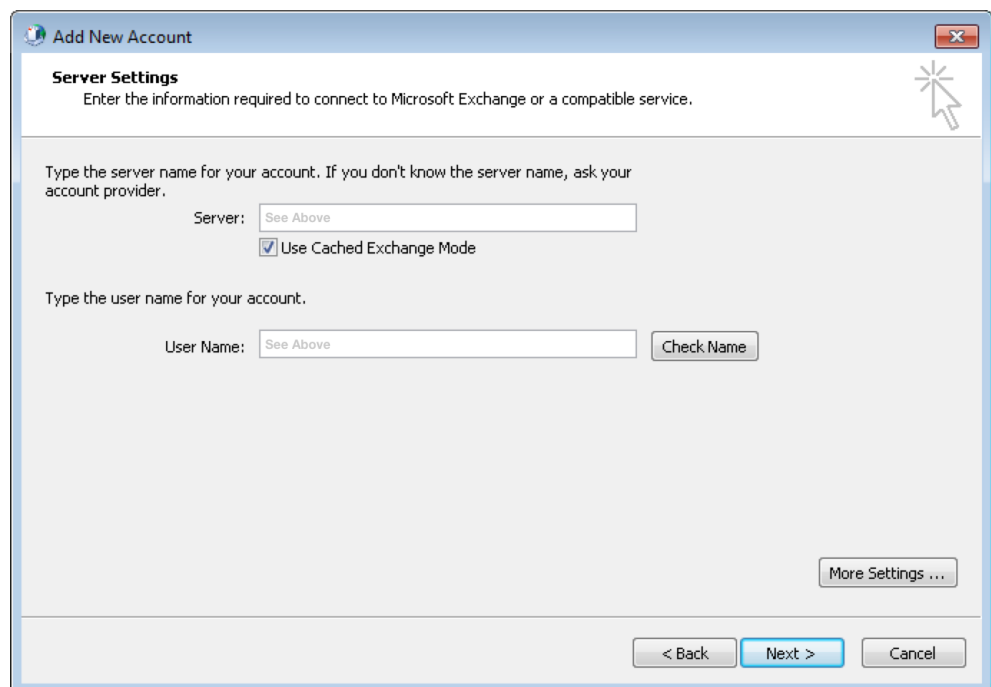 Add New Account
Server Settings
Enter the information required to connect to Microsoft Exchange or a compatible service.
Type the server name for your account. If you don't know the server name, ask your
account provider.
Server: See Above
Use Cached Exchange Mode
Type the user name for your account.
User Name: See Above Check Name
More Settings ...
< Back Next > Cancel